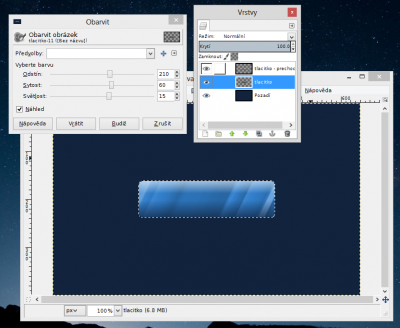 Obarvit
Obarvit obrázek
tlacitko-11 ([Bez názvu])
Předvolby:
Vyberte barvu
Odstín: 210
Sytost: 60
Světlost: 15
Náhled
Nápověda Vrátit Budiž Zrušit
Vrstvy
Režim: Normální
Krytí 100,0
Zamknout:
tlacitko - prechod
tlacitko
Pozadí
Nápověda
px 100 % tlacitko (6.8 MB)